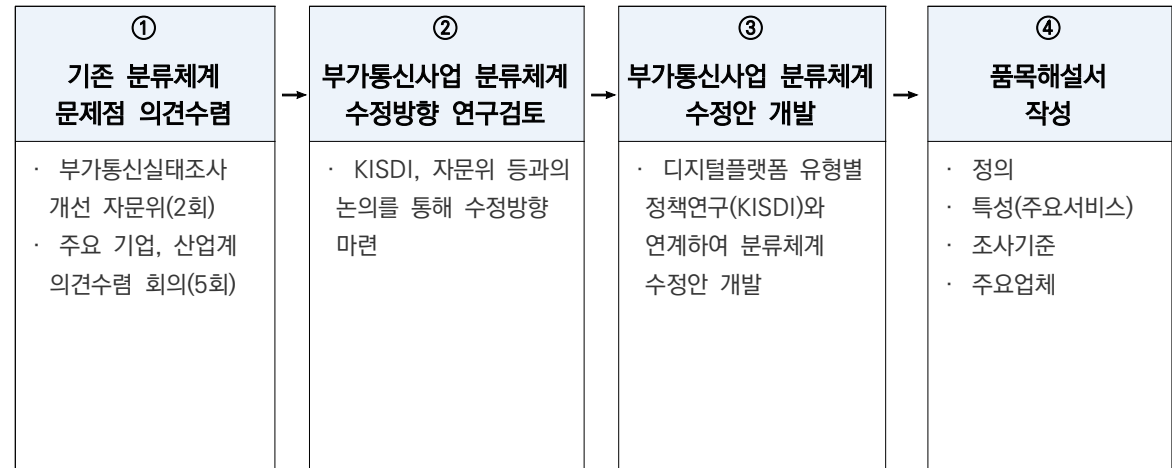 ①
기존 분류체계
문제점 의견수렴
· 부가통신실태조사
개선 자문위(2회)
· 주요 기업, 산업계
의견수렴 회의(5회)
→
②
부가통신사업 분류체계
수정방향 연구검토
· KISDI, 자문위 등과의
논의를 통해 수정방향
마련
→
③
부가통신사업 분류체계
수정안 개발
· 디지털플랫폼 유형별
정책연구(KISDI)와
연계하여 분류체계
수정안 개발
→
④
품목해설서
작성
· 정의
· 특성(주요서비스)
· 조사기준
· 주요업체